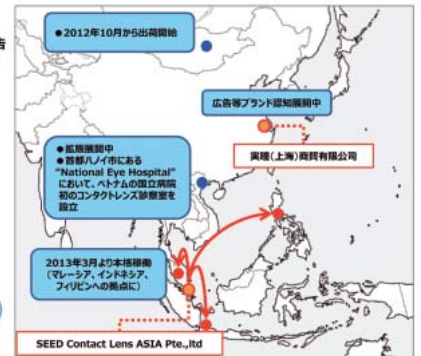 告
●2012年10月から出荷開始
広告等ブランド認知展開中
実瞳(上海)商貿有限公司
●拡販展開中
●首都ハノイ市にある
“National Eye Hospital”
において、ベトナムの国立病院
初のコンタクトレンズ診察室を
設立
2013年3月より本格稼働
(マレーシア、インドネシア、
フィリピンへの拠点に)
SEED Contact Lens ASIA Pte.,ltd